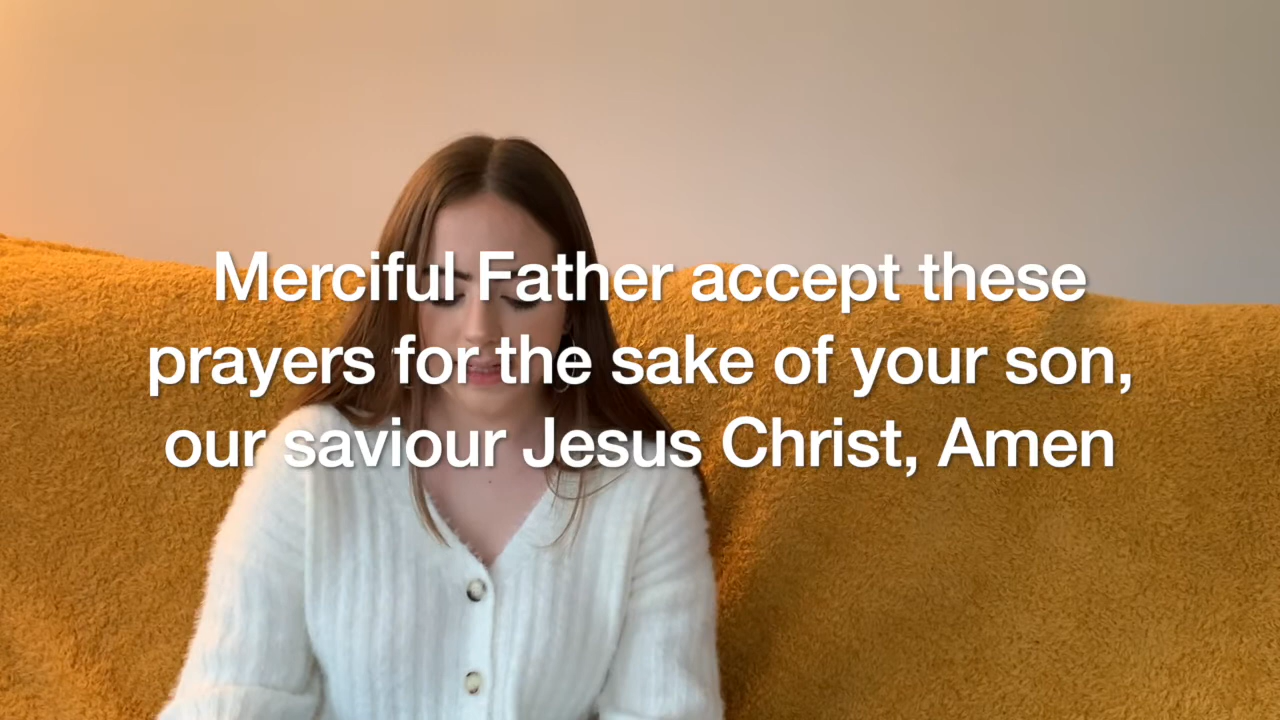 Merciful Father accept these
prayers for the sake of your son,
our saviour Jesus Christ, Amen